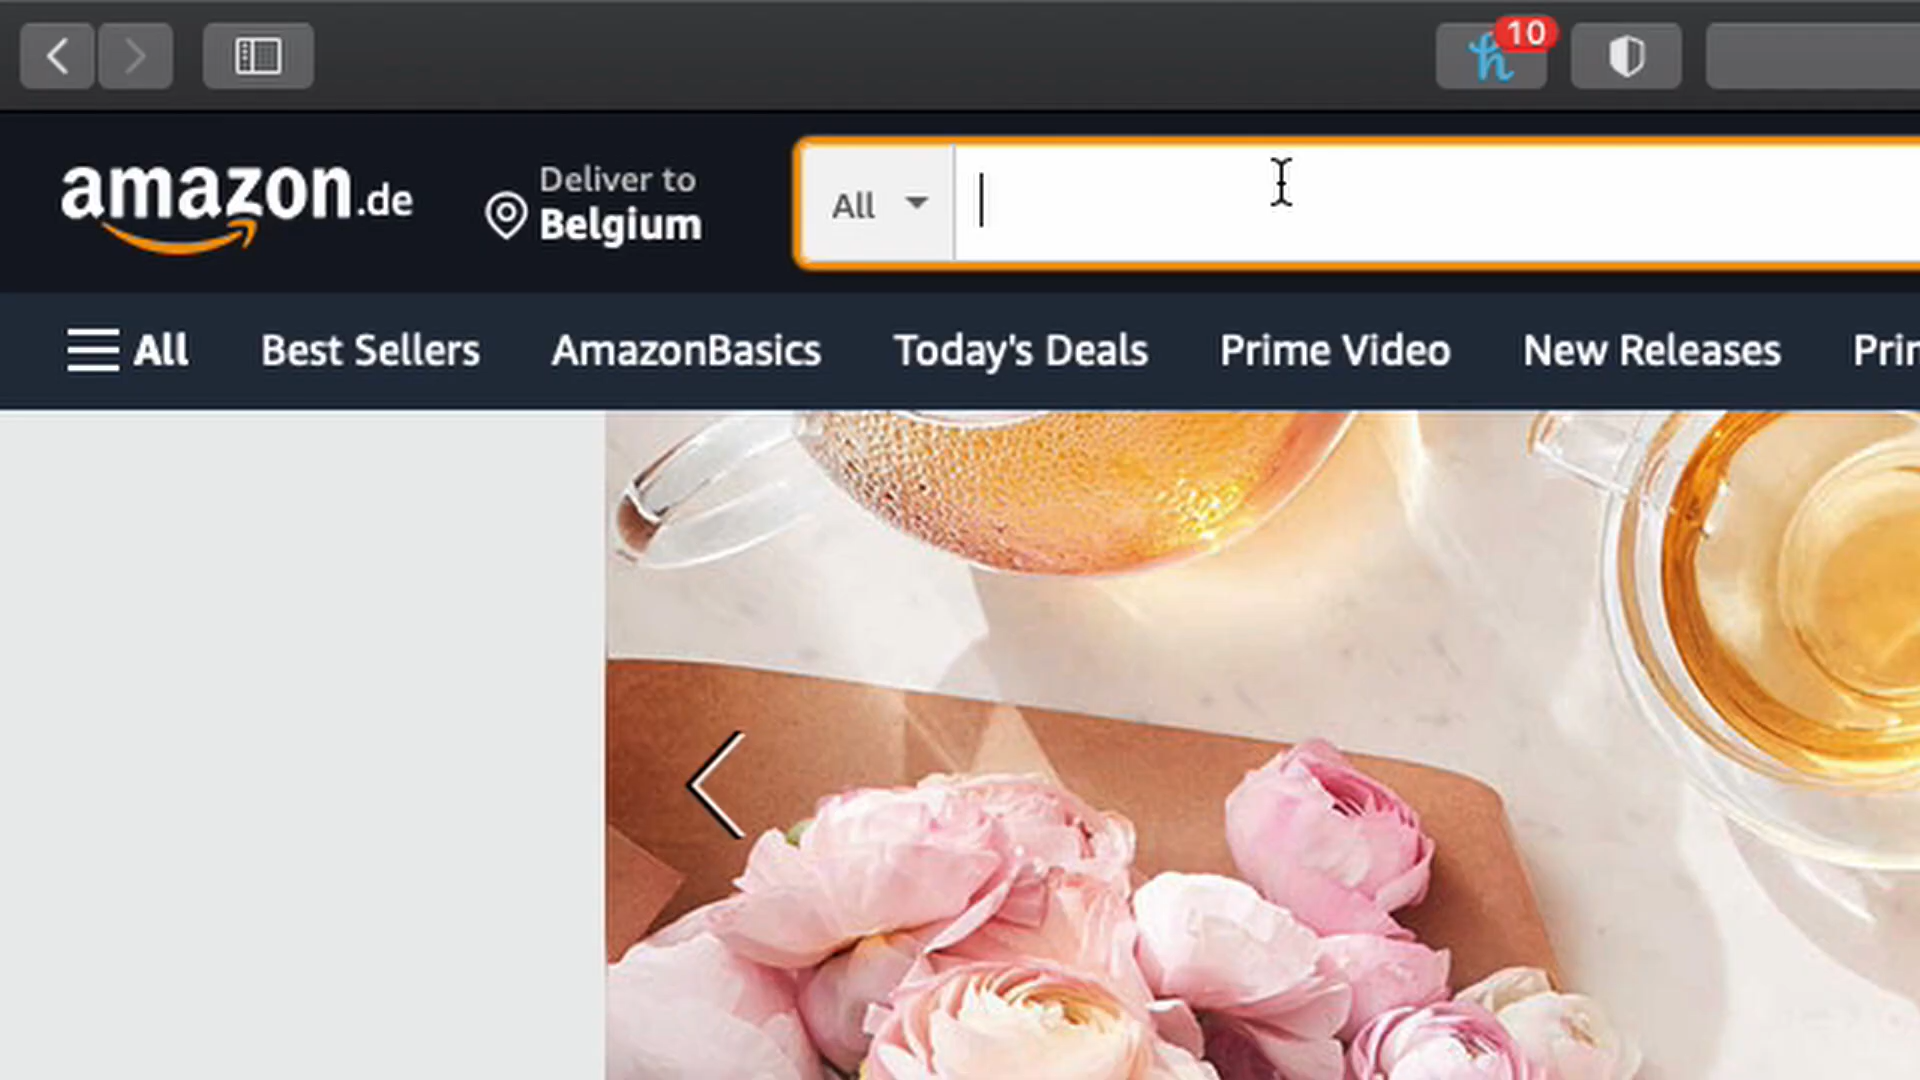 10
amazon.de
Deliver to
Belgium
All
All Best Sellers AmazonBasics Today's Deals Prime Video New Releases